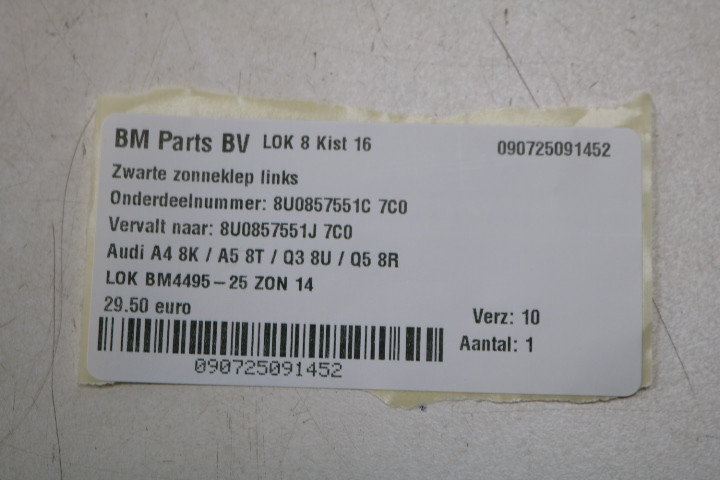 BM Parts BV LOK 8 Kist 16 090725091452
Zwarte zonneklep links
Onderdeelnummer: 8U0857551C 7C0
Vervalt naar: 8U0857551J 7C0
Audi A4 8K / A5 8T / Q3 8U / Q5 8R
LOK BM4495-25 ZON 14
29.50 euro Verz: 10
Aantal: 1
090725091452